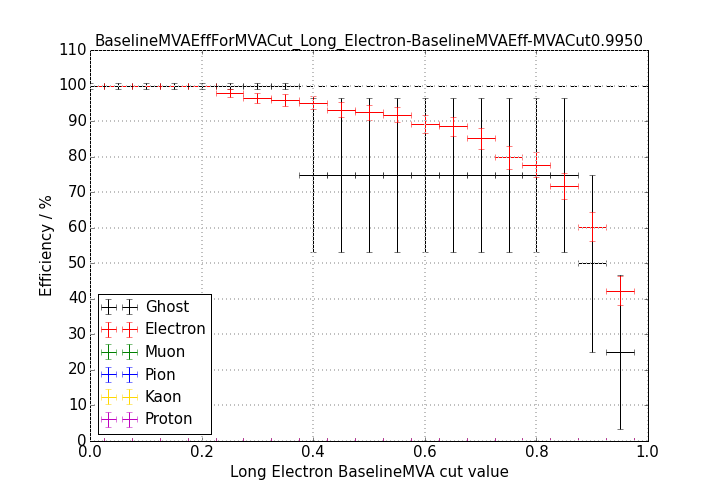 BaselineMVAEffForMVACut_Long_Electron-BaselineMVAEff-MVACut0.9950
110
100
90
80
70
60
50
40
30
20
10
0
Efficiency / %
Ghost
Electron
Muon
Pion
Kaon
Proton
0.0 0.2 0.4 0.6 0.8 1.0
Long Electron BaselineMVA cut value